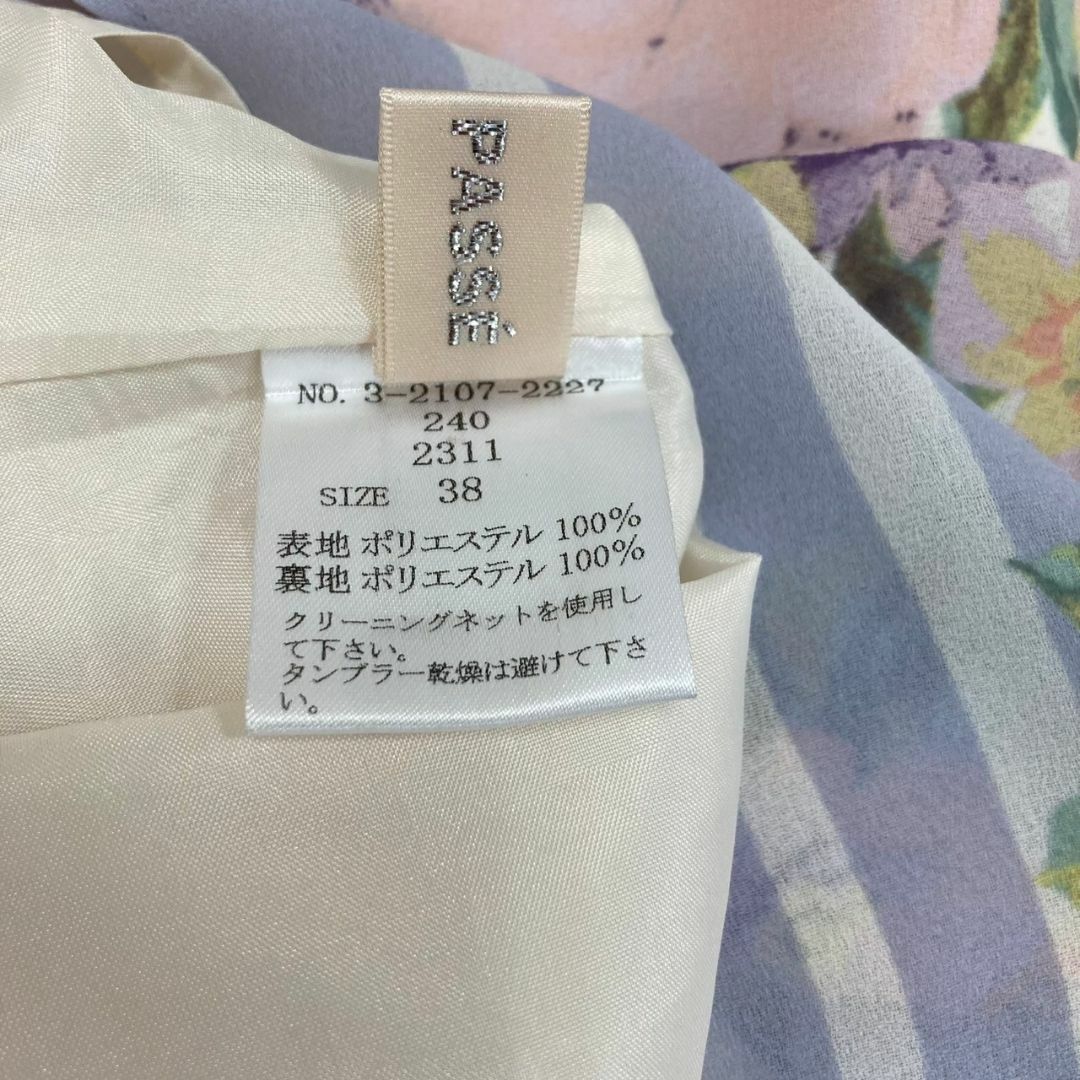 PASSÉ
NO. 3-2107-2227
240
2311
SIZE 38
表地 ポリエステル 100%
裏地 ポリエステル 100%
クリーニングネットを使用し
て下さい。
タンブラー乾燥は避けて下さ
い。